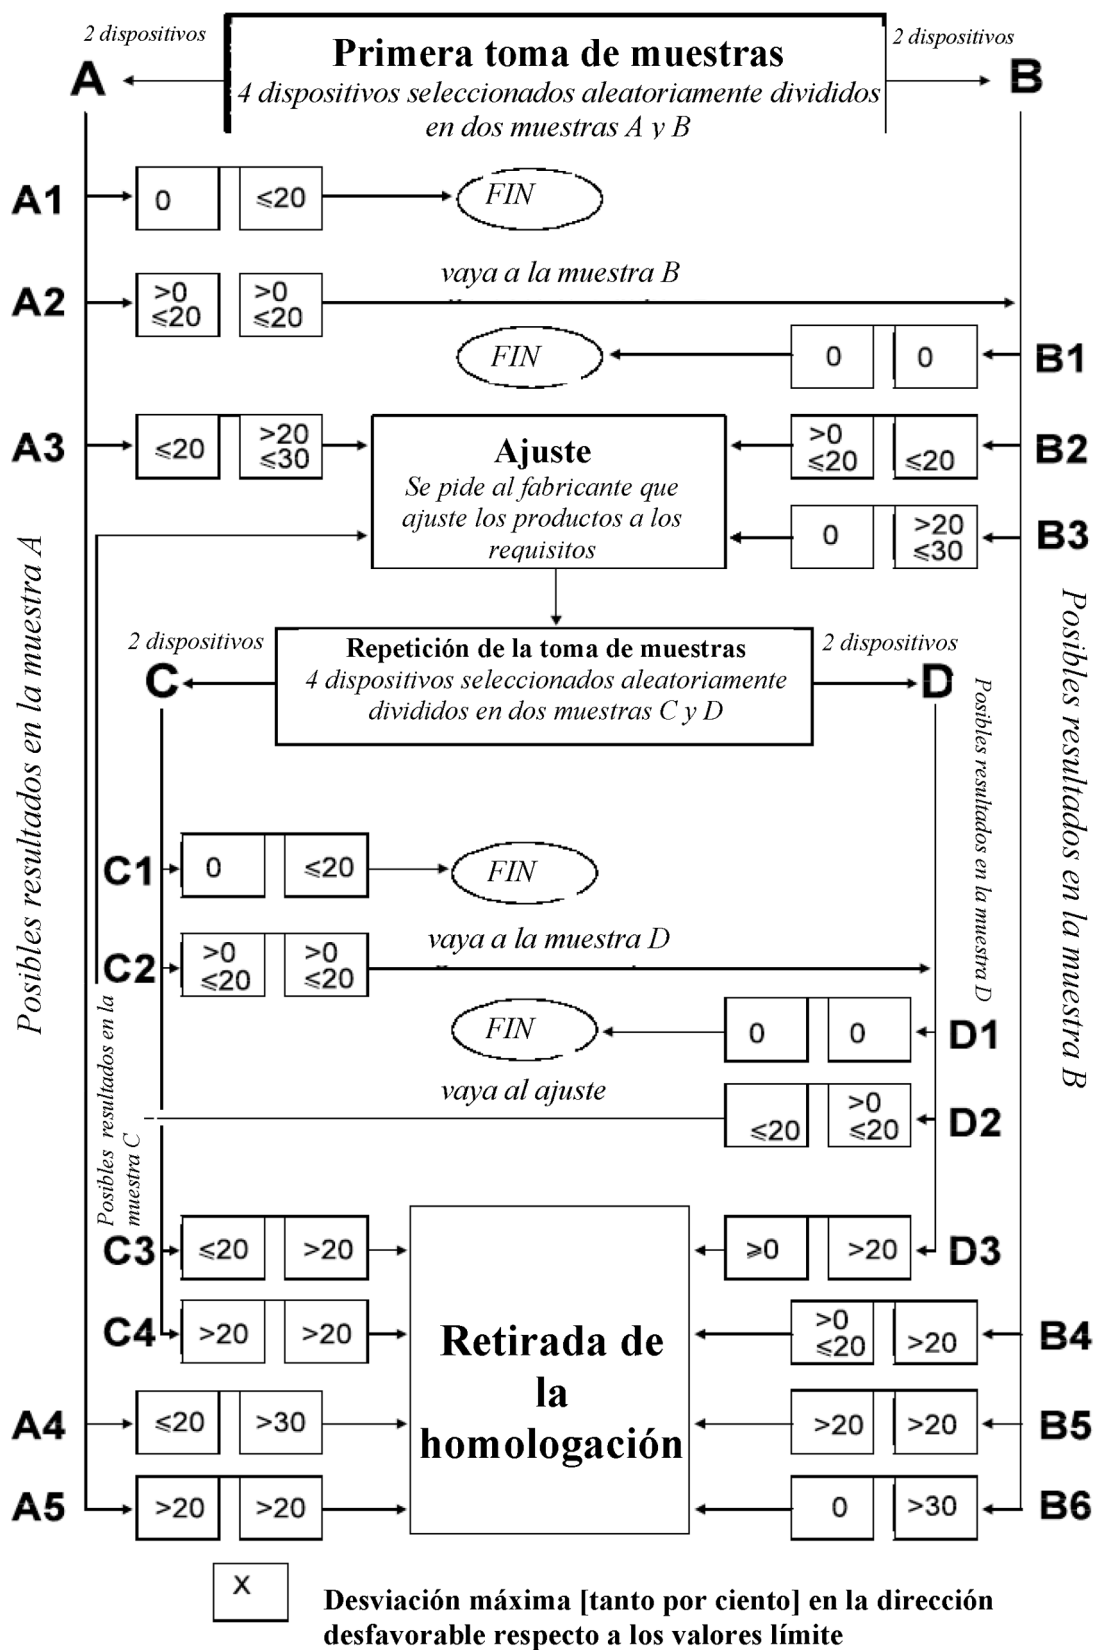 2 dispositivos
Primera toma de muestras
2 dispositivos
A
4 dispositivos seleccionados aleatoriamente divididos
en dos muestras A y B
B
A1
0
⩽20
FIN
A2
>0
⩽20
>0
⩽20
vaya a la muestra B
FIN
0
0
B1
A3
⩽20
>20
⩽30
Ajuste
Se pide al fabricante que
ajuste los productos a los
requisitos
>0
⩽20
⩽20
B2
0
>20
⩽30
B3
Posibles resultados en la muestra A
Posibles resultados en la muestra B
2 dispositivos
Repetición de la toma de muestras
4 dispositivos seleccionados aleatoriamente
divididos en dos muestras C y D
2 dispositivos
C
D
Posibles resultados en la muestra D
C1
0
⩽20
FIN
C2
>0
⩽20
>0
⩽20
vaya a la muestra D
FIN
0
0
D1
vaya al ajuste
⩽20
>0
⩽20
D2
Posibles resultados en la
muestra C
C3
⩽20
>20
⩾0
>20
D3
C4
>20
>20
Retirada de
la
homologación
>0
⩽20
>20
B4
A4
⩽20
>30
>20
>20
B5
A5
>20
>20
0
>30
B6
X
Desviación máxima [tanto por ciento] en la dirección
desfavorable respecto a los valores límite